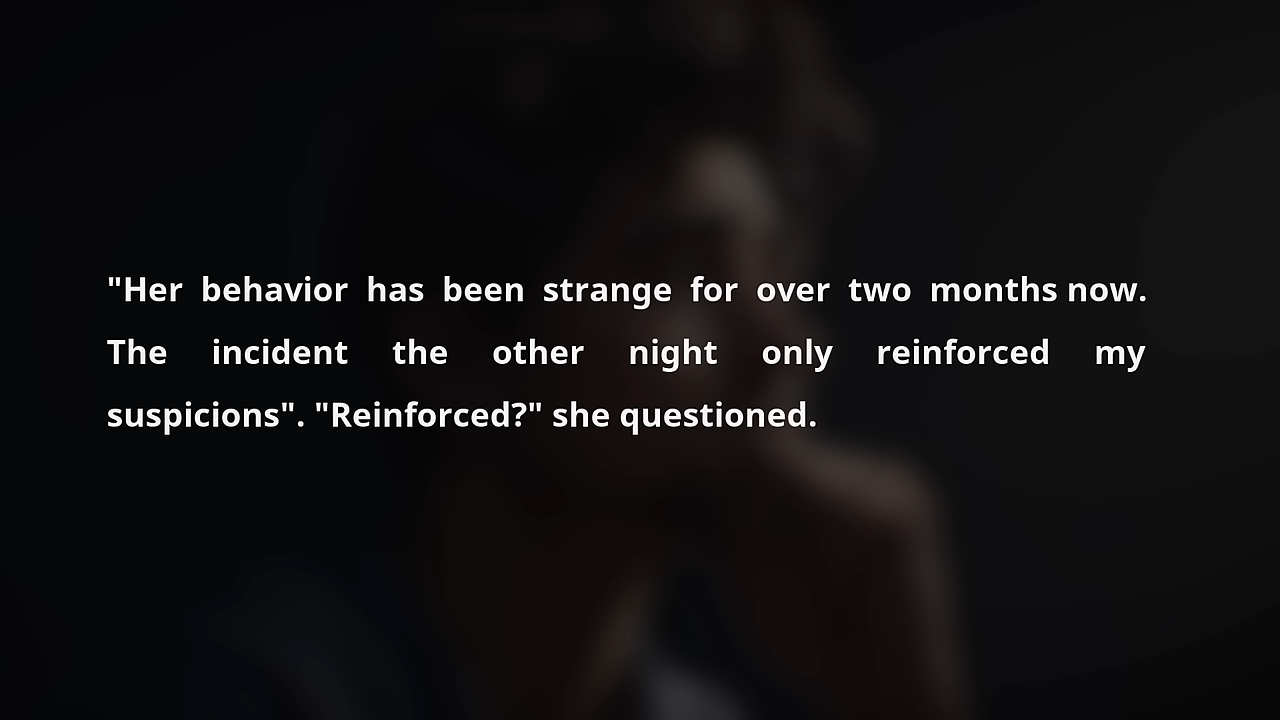 "Her behavior has been strange for over two months now.
The incident the other night only reinforced my
suspicions". "Reinforced?" she questioned.